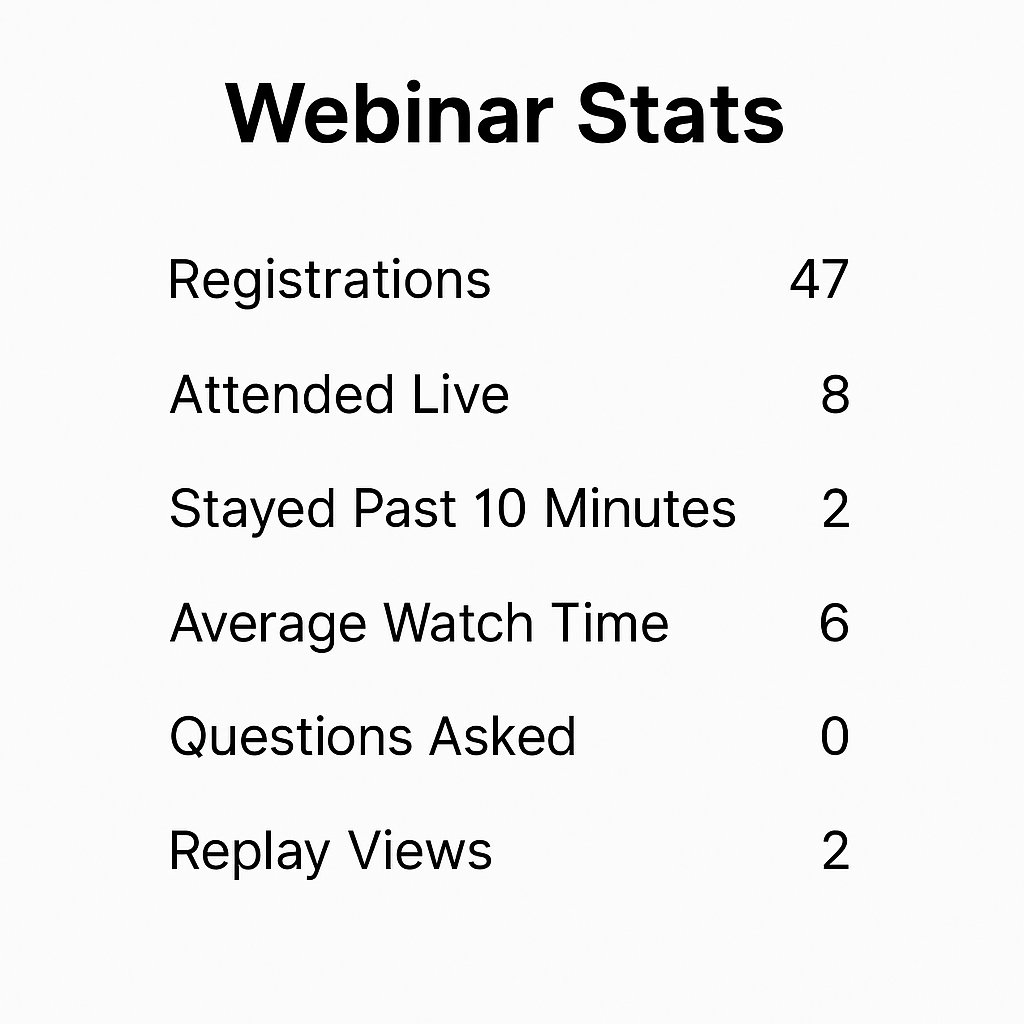 Webinar Stats
Registrations 47
Attended Live 8
Stayed Past 10 Minutes 2
Average Watch Time 6
Questions Asked 0
Replay Views 2